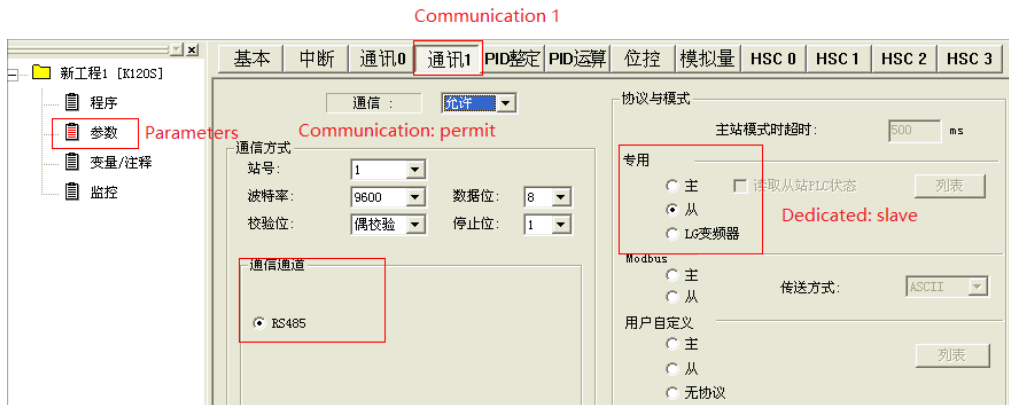 Communication 1
新工程1 [K120S]
程序
参数
Parameters
变量/注释
监控
基本 中断 通讯0 通讯1 PID整定 PID运算 位控 模拟量 HSC 0 HSC 1 HSC 2 HSC 3
通信 : 允许
Communication: permit
通信方式
站号: 1
波特率: 9600 数据位: 8
校验位: 偶校验 停止位: 1
通信通道
RS485
协议与模式
主站模式时超时: 500 ms
专用
主 读取从站PLC状态 列表
从
Dedicated: slave
LG变频器
Modbus
主
从
传送方式: ASCII
用户自定义
主
列表
从
无协议